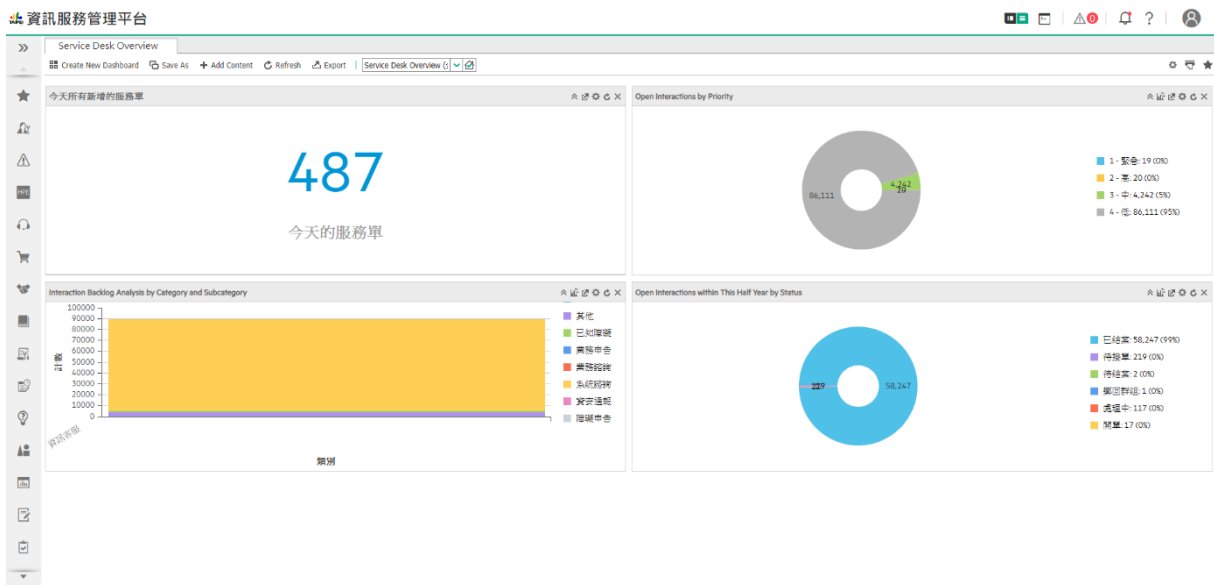 資訊服務管理平台
0
?
Service Desk Overview
Create New Dashboard Save As Add Content Refresh Export Service Desk Overview (
今天所有新增的服務單
487
今天的服務單
Open Interactions by Priority
86,111
4,242
1 - 緊急: 19 (0%)
2 - 高: 20 (0%)
3 - 中: 4,242 (5%)
4 - 低: 86,111 (95%)
HPE
Interaction Backlog Analysis by Category and Subcategory
計數
100000
90000
80000
70000
60000
50000
40000
30000
20000
10000
0
資訊客服
類別
其他
已知障礙
業務申告
業務諮詢
系統諮詢
資安通報
障礙申告
Open Interactions within This Half Year by Status
58,247
已結案: 58,247 (99%)
待接單: 219 (0%)
待結案: 2 (0%)
擲回群組: 1 (0%)
處理中: 117 (0%)
開單: 17 (0%)